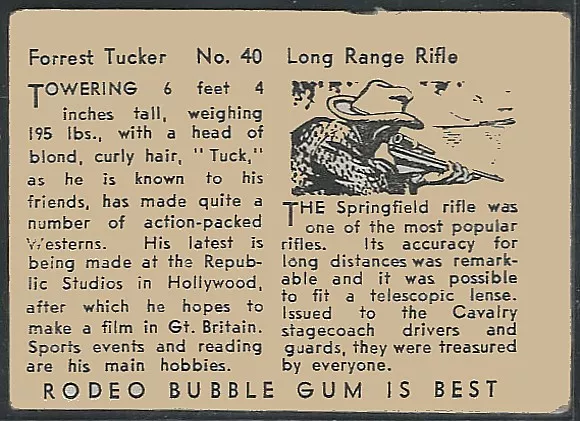 Forrest Tucker No. 40
TOWERING 6 feet 4
inches tall, weighing
195 lbs., with a head of
blond, curly hair, "Tuck,"
as he is known to his
friends, has made quite a
number of action-packed
Westerns. His latest is
being made at the Repub-
lic Studios in Hollywood,
after which he hopes to
make a film in Gt. Britain.
Sports events and reading
are his main hobbies.
Long Range Rifle
THE Springfield rifle was
one of the most popular
rifles. Its accuracy for
long distances was remark-
able and it was possible
to fit a telescopic lense.
Issued to the Cavalry
stagecoach drivers and
guards, they were treasured
by everyone.
RODEO BUBBLE GUM IS BEST